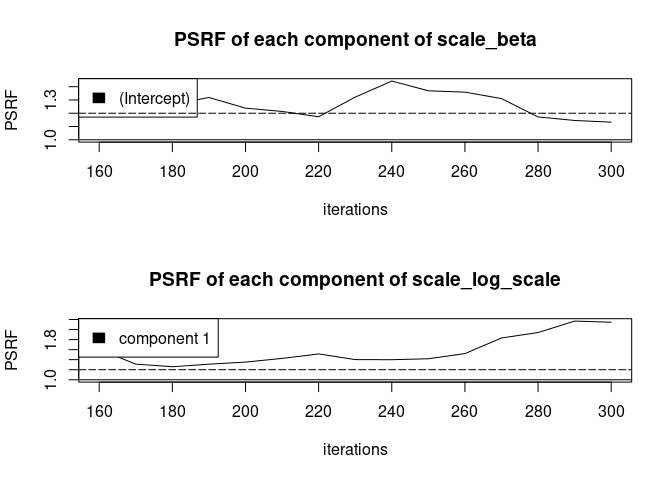 PSRF of each component of scale_beta
PSRF
1.0 1.3
(Intercept)
160 180 200 220 240 260 280 300
iterations
PSRF of each component of scale_log_scale
PSRF
1.0 1.8
component 1
160 180 200 220 240 260 280 300
iterations